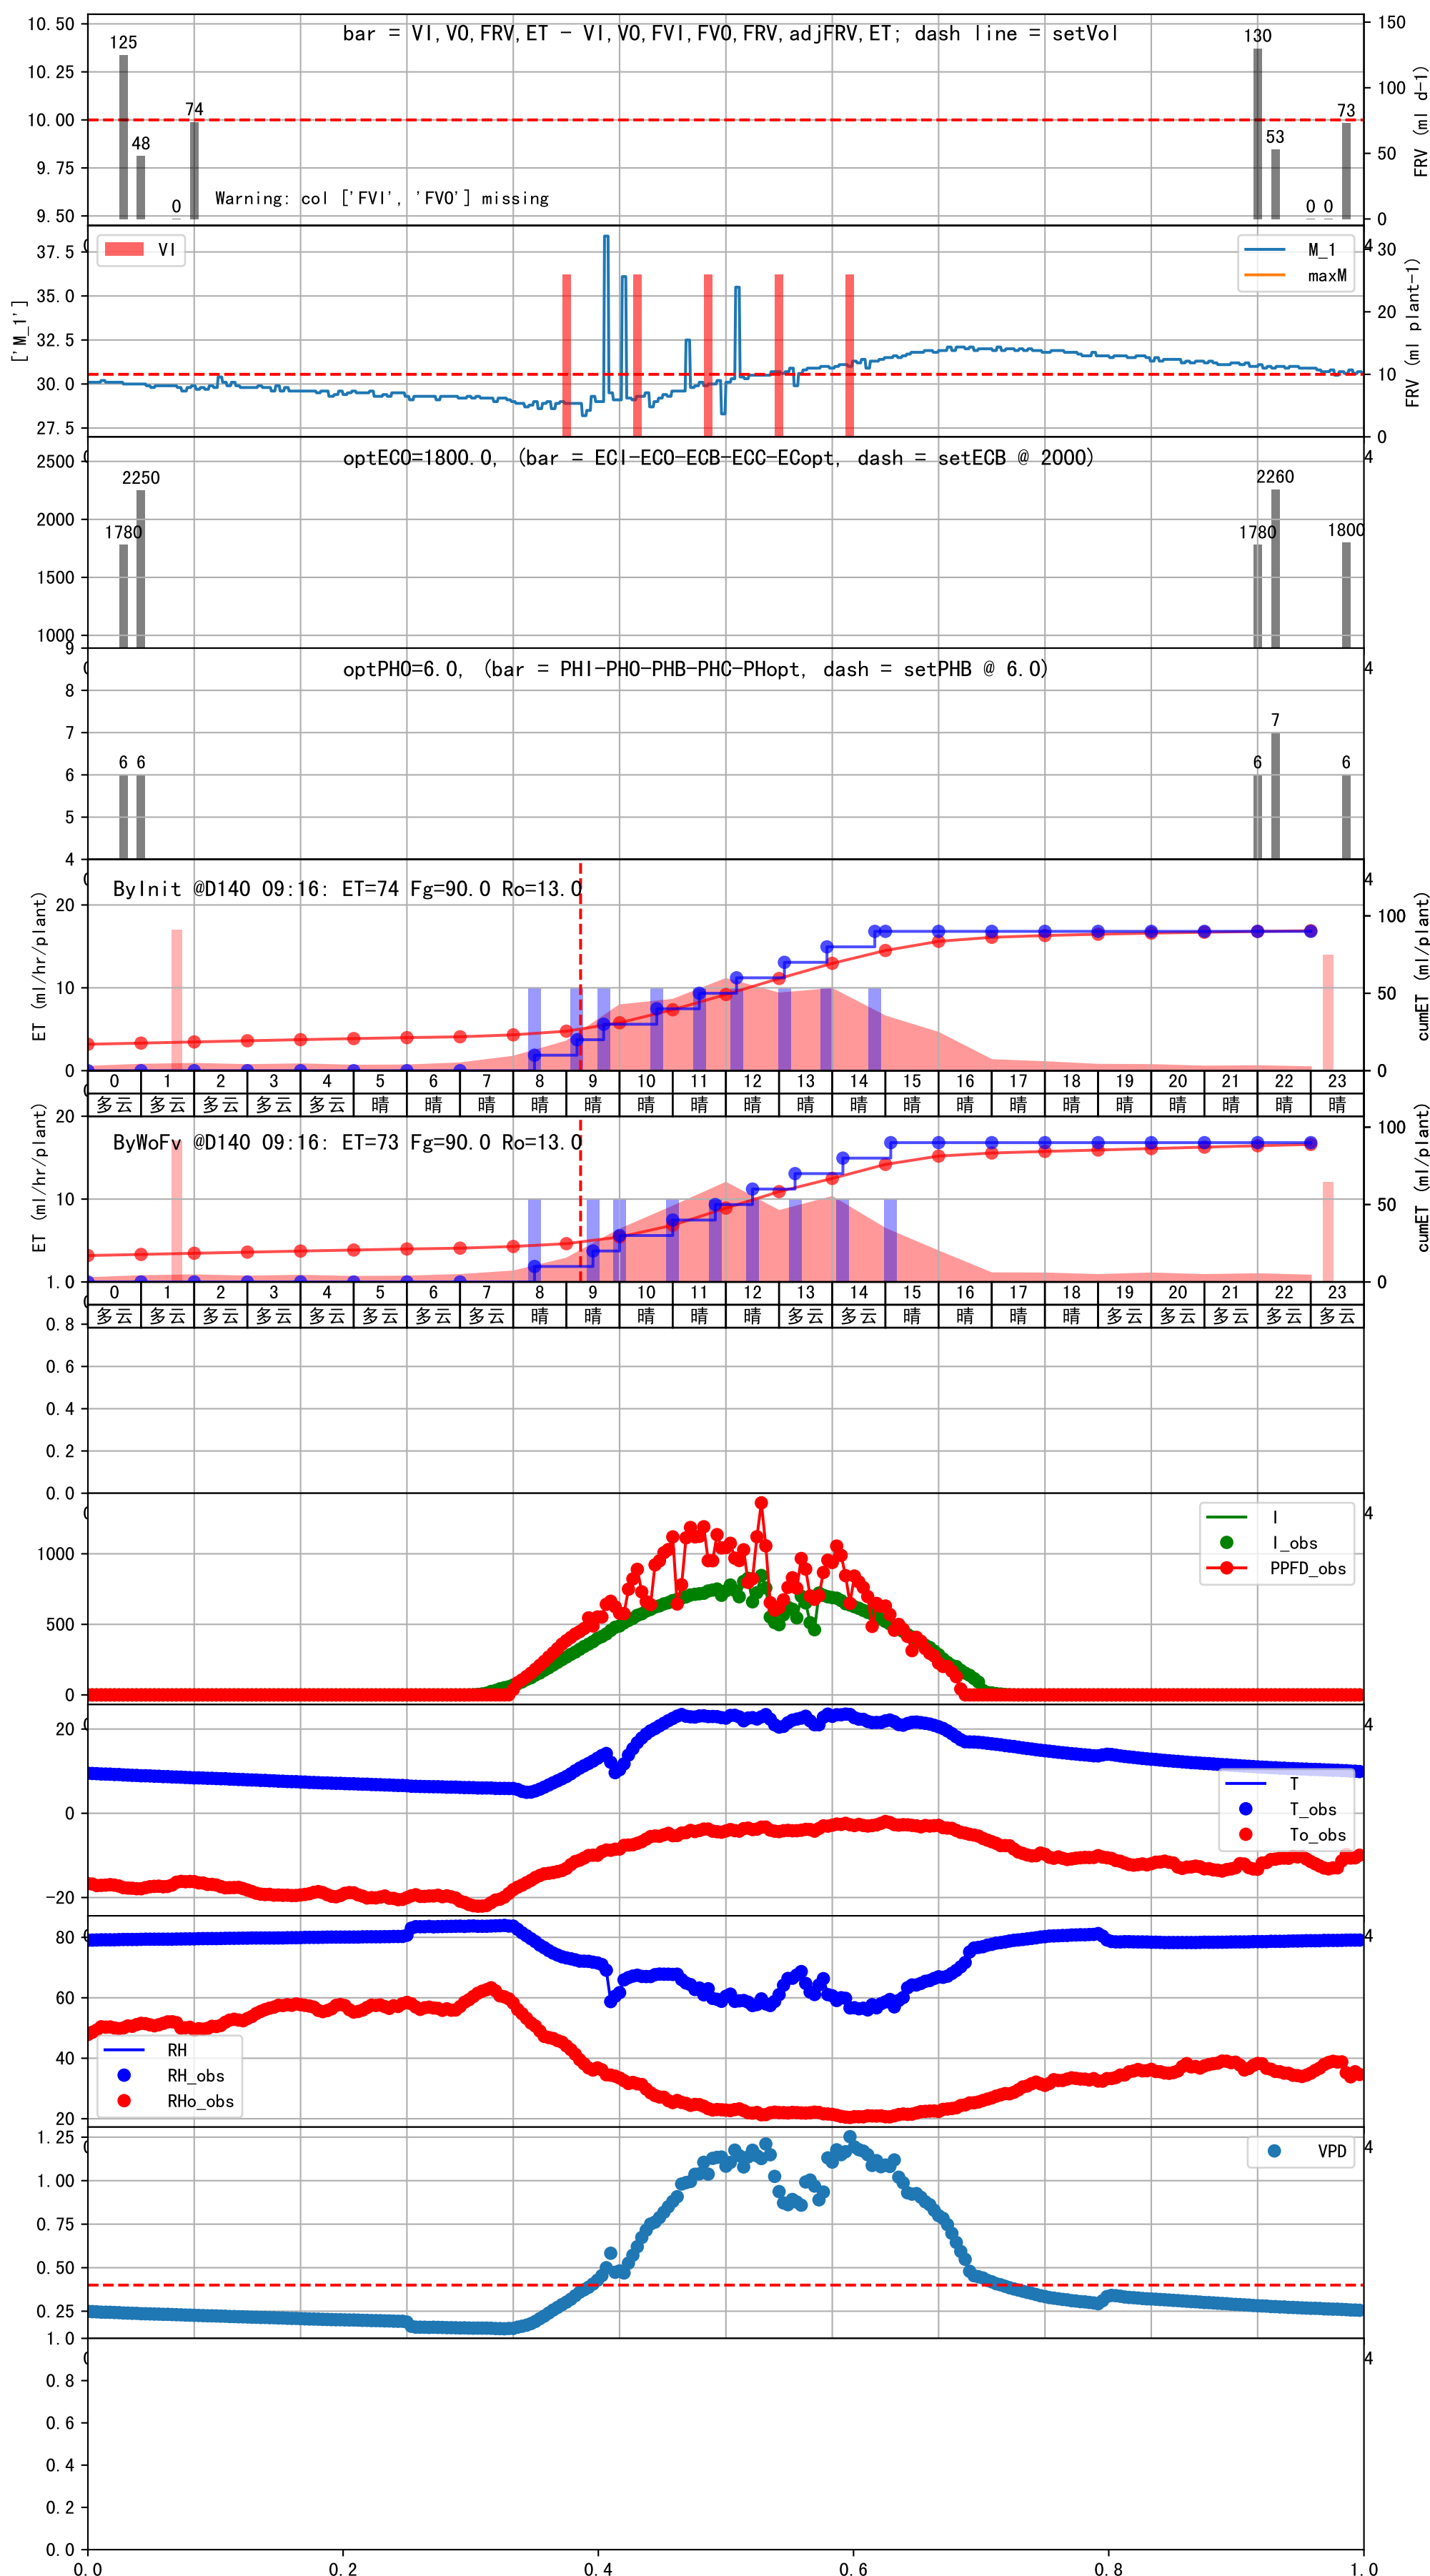 bar = VI,VO,FRV,ET - VI,VO,FVI,FVO,FRV,adjFRV,ET; dash line = setVol
10.50
10.25
10.00
9.75
9.50
125
48
0
74
130
53
0 0
73
Warning: col ['FVI', 'FVO'] missing
150
100
50
0
FRV (ml d-1)
['M_1']
37.5
35.0
32.5
30.0
27.5
VI
M_1
maxM
4
30
20
10
0
FRV (ml plant-1)
optECO=1800.0, (bar = ECI-ECO-ECB-ECC-ECopt, dash = setECB @ 2000)
2500
2000
1500
1000
1780
2250
1780
2260
1800
4
optPHO=6.0, (bar = PHI-PHO-PHB-PHC-PHopt, dash = setPHB @ 6.0)
9
8
7
6
5
4
6 6
6
7
6
4
ByInit @D140 09:16: ET=74 Fg=90.0 Ro=13.0
ET (ml/hr/plant)
20
10
0
4
100
50
0
cumET (ml/plant)
0 1 2 3 4 5 6 7 8 9 10 11 12 13 14 15 16 17 18 19 20 21 22 23
多云 多云 多云 多云 多云 晴 晴 晴 晴 晴 晴 晴 晴 晴 晴 晴 晴 晴 晴 晴 晴 晴 晴 晴
ByWoFv @D140 09:16: ET=73 Fg=90.0 Ro=13.0
ET (ml/hr/plant)
20
10
100
50
0
cumET (ml/plant)
0 1 2 3 4 5 6 7 8 9 10 11 12 13 14 15 16 17 18 19 20 21 22 23
多云 多云 多云 多云 多云 多云 多云 多云 晴 晴 晴 晴 晴 多云 多云 晴 晴 晴 晴 多云 多云 多云 多云 多云
1.0
0.8
0.6
0.4
0.2
0.0
4
I
I_obs
PPFD_obs
1000
500
0
4
T
T_obs
To_obs
20
0
-20
4
RH
RH_obs
RHo_obs
80
60
40
20
4
VPD
1.25
1.00
0.75
0.50
0.25
4
1.0
0.8
0.6
0.4
0.2
0.0
0.0 0.2 0.4 0.6 0.8 1.0